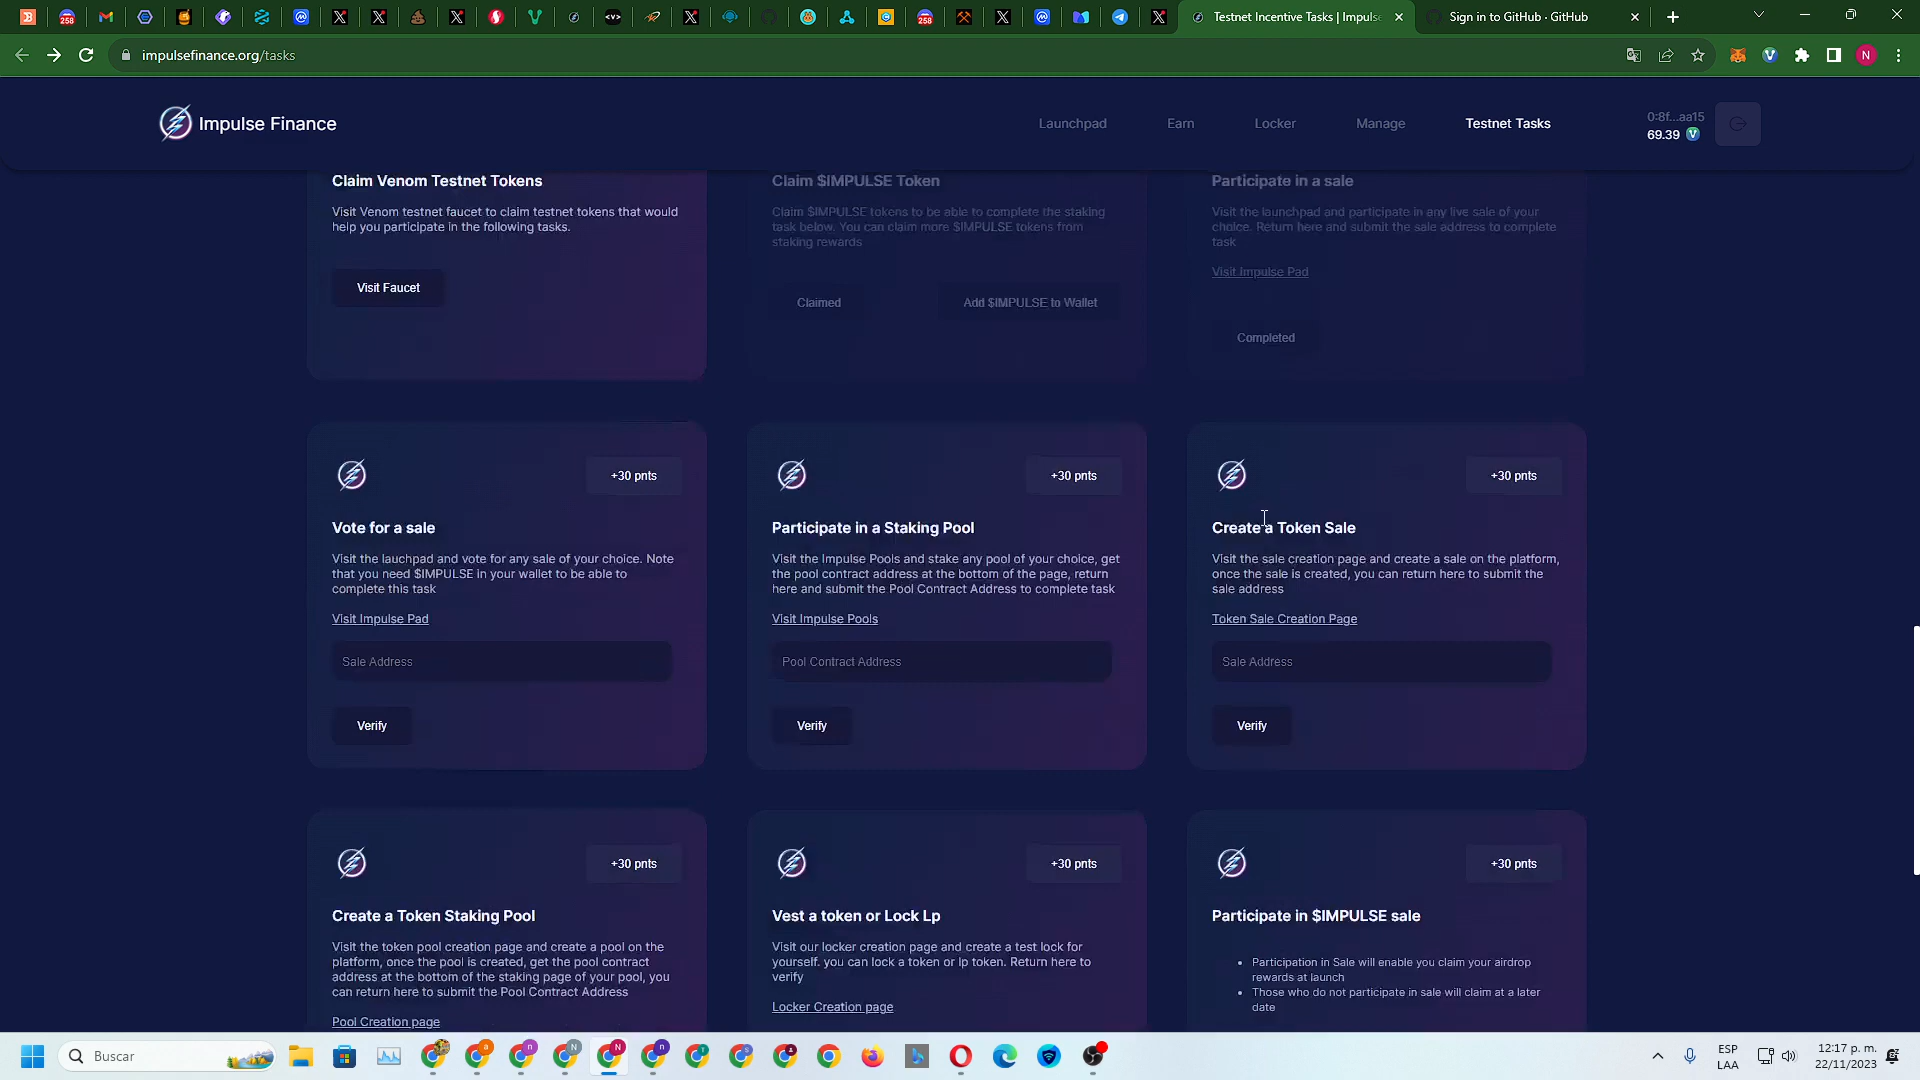 Testnet Incentive Tasks | Impuls
Sign in to GitHub · GitHub
impulsefinance.org/tasks
N
Impulse Finance
Launchpad
Earn
Locker
Manage
Testnet Tasks
0:8f...aa15
69.39
Claim Venom Testnet Tokens
Visit Venom testnet faucet to claim testnet tokens that would
help you participate in the following tasks.
Visit Faucet
Claim $IMPULSE Token
Claim $IMPULSE tokens to be able to complete the staking
task below. You can claim more $IMPULSE tokens from
staking rewards
Claimed
Add $IMPULSE to Wallet
Participate in a sale
Visit the launchpad and participate in any live sale of your
choice. Return here and submit the sale address to complete
task
Visit Impulse Pad
Completed
+30 pnts
Vote for a sale
Visit the lauchpad and vote for any sale of your choice. Note
that you need $IMPULSE in your wallet to be able to
complete this task
Visit Impulse Pad
Sale Address
Verify
+30 pnts
Participate in a Staking Pool
Visit the Impulse Pools and stake any pool of your choice, get
the pool contract address at the bottom of the page, return
here and submit the Pool Contract Address to complete task
Visit Impulse Pools
Pool Contract Address
Verify
+30 pnts
Create a Token Sale
Visit the sale creation page and create a sale on the platform,
once the sale is created, you can return here to submit the
sale address
Token Sale Creation Page
Sale Address
Verify
+30 pnts
Create a Token Staking Pool
Visit the token pool creation page and create a pool on the
platform, once the pool is created, get the pool contract
address at the bottom of the staking page of your pool, you
can return here to submit the Pool Contract Address
Pool Creation page
+30 pnts
Vest a token or Lock Lp
Visit our locker creation page and create a test lock for
yourself. you can lock a token or lp token. Return here to
verify
Locker Creation page
+30 pnts
Participate in $IMPULSE sale
Participation in Sale will enable you claim your airdrop
rewards at launch
Those who do not participate in sale will claim at a later
date
Buscar
ESP
LAA
12:17 p. m.
22/11/2023